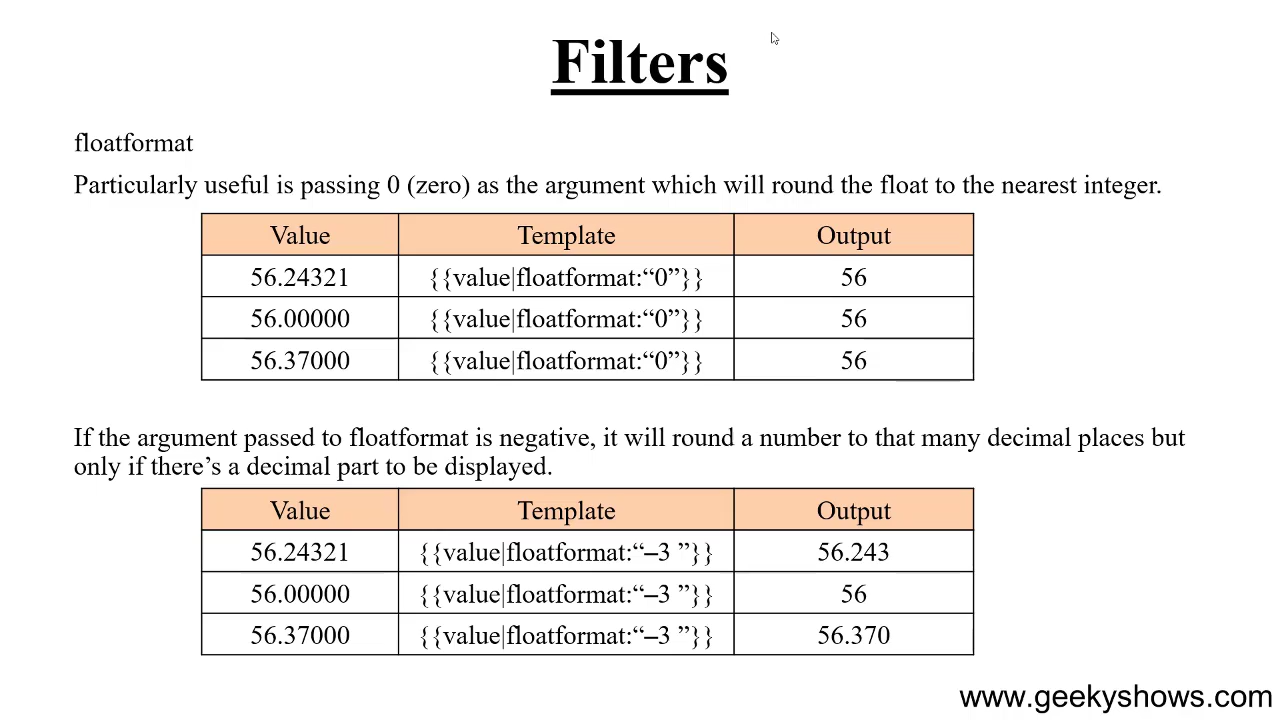 Filters
floatformat
Particularly useful is passing 0 (zero) as the argument which will round the float to the nearest integer.
Value Template Output
56.24321 {{value|floatformat:“0”}} 56
56.00000 {{value|floatformat:“0”}} 56
56.37000 {{value|floatformat:“0”}} 56
If the argument passed to floatformat is negative, it will round a number to that many decimal places but
only if there’s a decimal part to be displayed.
Value Template Output
56.24321 {{value|floatformat:“–3 ”}} 56.243
56.00000 {{value|floatformat:“–3 ”}} 56
56.37000 {{value|floatformat:“–3 ”}} 56.370
www.geekyshows.com